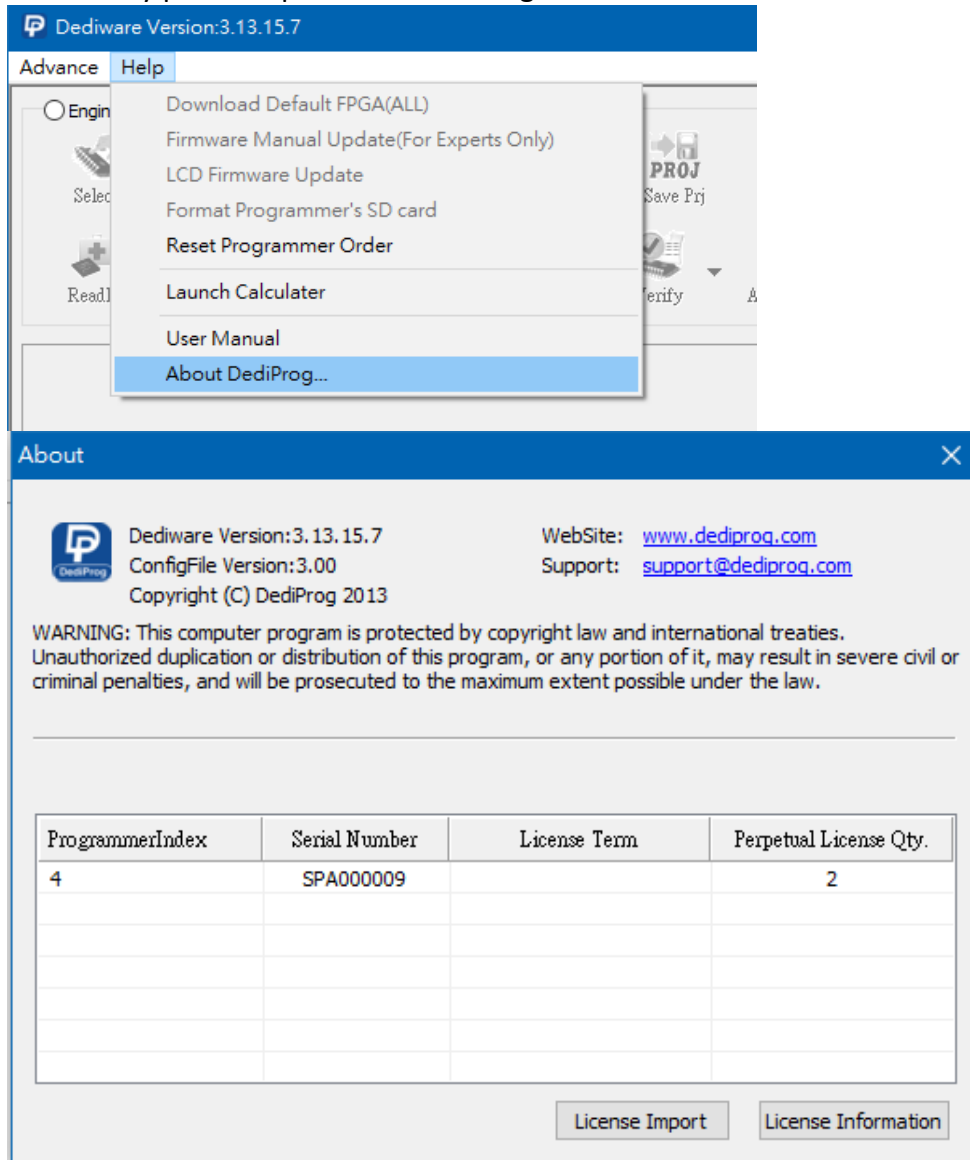 Dediware Version:3.13.15.7
Advance Help
Engin
Download Default FPGA(ALL)
Firmware Manual Update(For Experts Only)
LCD Firmware Update
Format Programmer's SD card
Reset Programmer Order
Launch Calculater
User Manual
About DediProg...
Selec
PROJ
Save Prj
Read
erify
A
About
DediProg
Dediware Version:3.13.15.7
ConfigFile Version:3.00
Copyright (C) DediProg 2013
WebSite: www.dediprog.com
Support: support@dediprog.com
WARNING: This computer program is protected by copyright law and international treaties.
Unauthorized duplication or distribution of this program, or any portion of it, may result in severe civil or
criminal penalties, and will be prosecuted to the maximum extent possible under the law.
ProgrammerIndex Serial Number License Term Perpetual License Qty.
4 SPA000009 2
License Import License Information